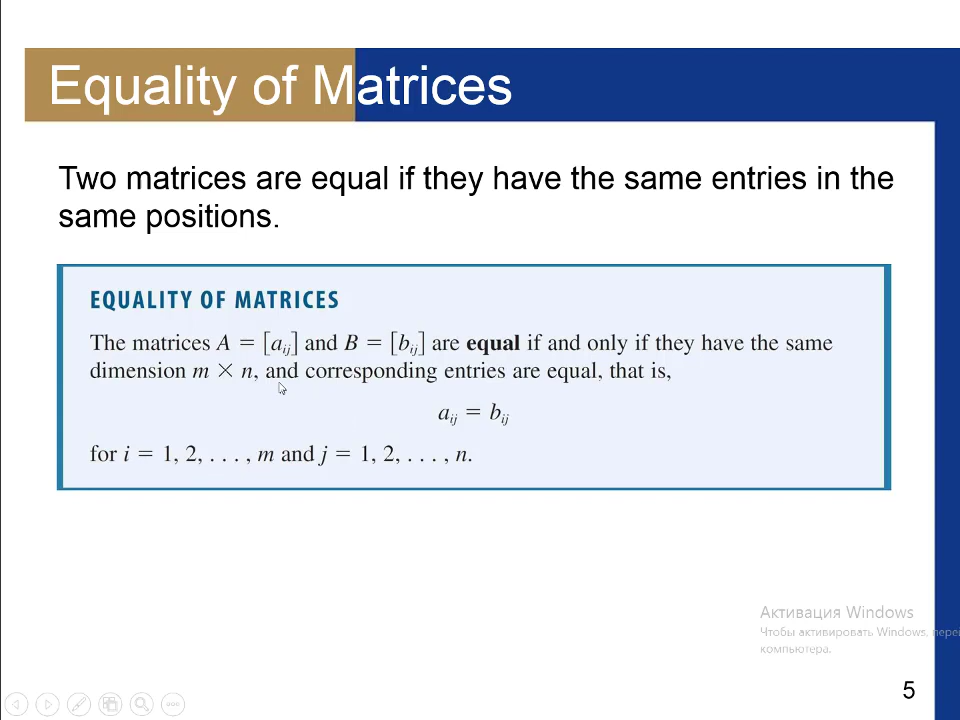 Equality of Matrices
Two matrices are equal if they have the same entries in the
same positions.
EQUALITY OF MATRICES
The matrices A = [aij] and B = [bij] are equal if and only if they have the same
dimension m × n, and corresponding entries are equal, that is,
aij = bij
for i = 1, 2, . . . , m and j = 1, 2, . . . , n.
Активация Windows
Чтобы активировать Windows, пере
компьютера.
5